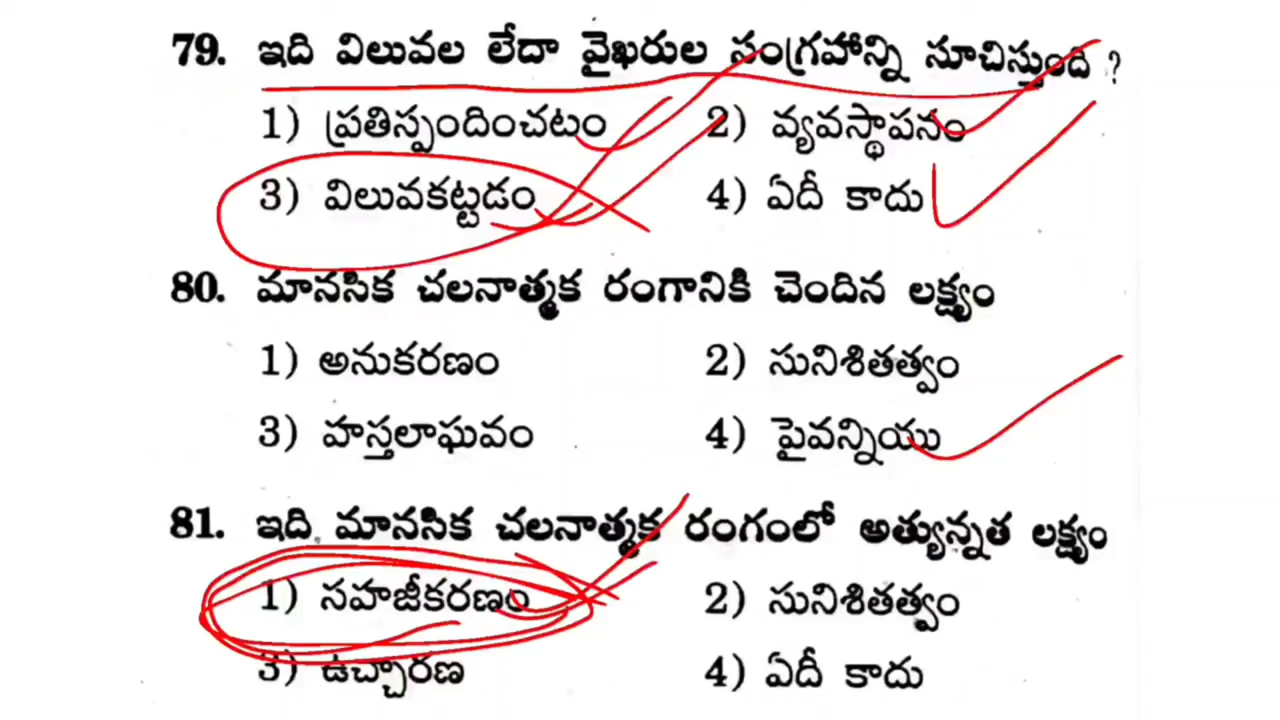 79. ఇది విలువల లేదా వైఖరుల సంగ్రహాన్ని సూచిస్తుంది ?
1) ప్రతిస్పందించటం 2) వ్యవస్థాపనం
3) విలువకట్టడం 4) ఏదీ కాదు
80. మానసిక చలనాత్మక రంగానికి చెందిన లక్ష్యం
1) అనుకరణం 2) సునిశితత్వం
3) హస్తలాఘవం 4) పైవన్నియు
81. ఇది మానసిక చలనాత్మక రంగంలో అత్యున్నత లక్ష్యం
1) సహజీకరణం 2) సునిశితత్వం
3) ఉచ్చారణ 4) ఏదీ కాదు